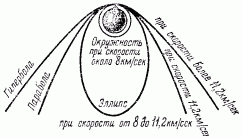 Окружность
при скорости
около 8км/сек
Гипербола
Парабола
при скорости более 11,2км/сек
при скорости 11,2км/сек
Эллипс
при скорости от 8 до 11,2км/сек